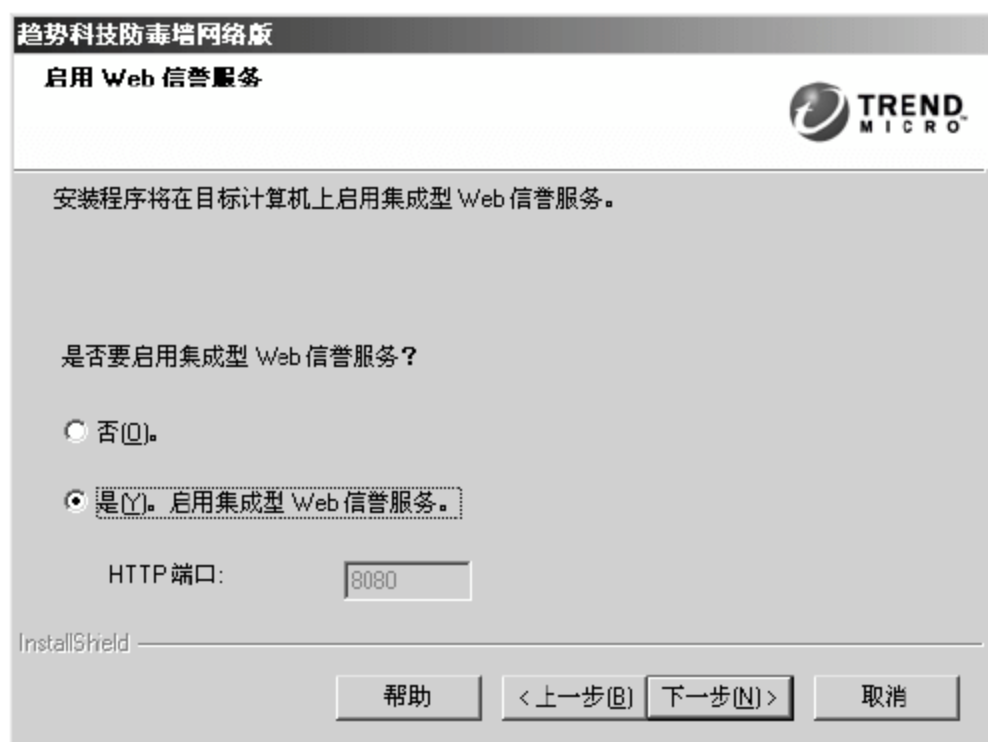 趋势科技防毒墙网络版
启用 Web 信誉服务
TREND
MICRO™
安装程序将在目标计算机上启用集成型 Web 信誉服务。
是否要启用集成型 Web 信誉服务？
否(O)。
是(Y)。启用集成型 Web 信誉服务。
HTTP 端口:
8080
InstallShield
帮助
< 上一步(B)
下一步(N) >
取消